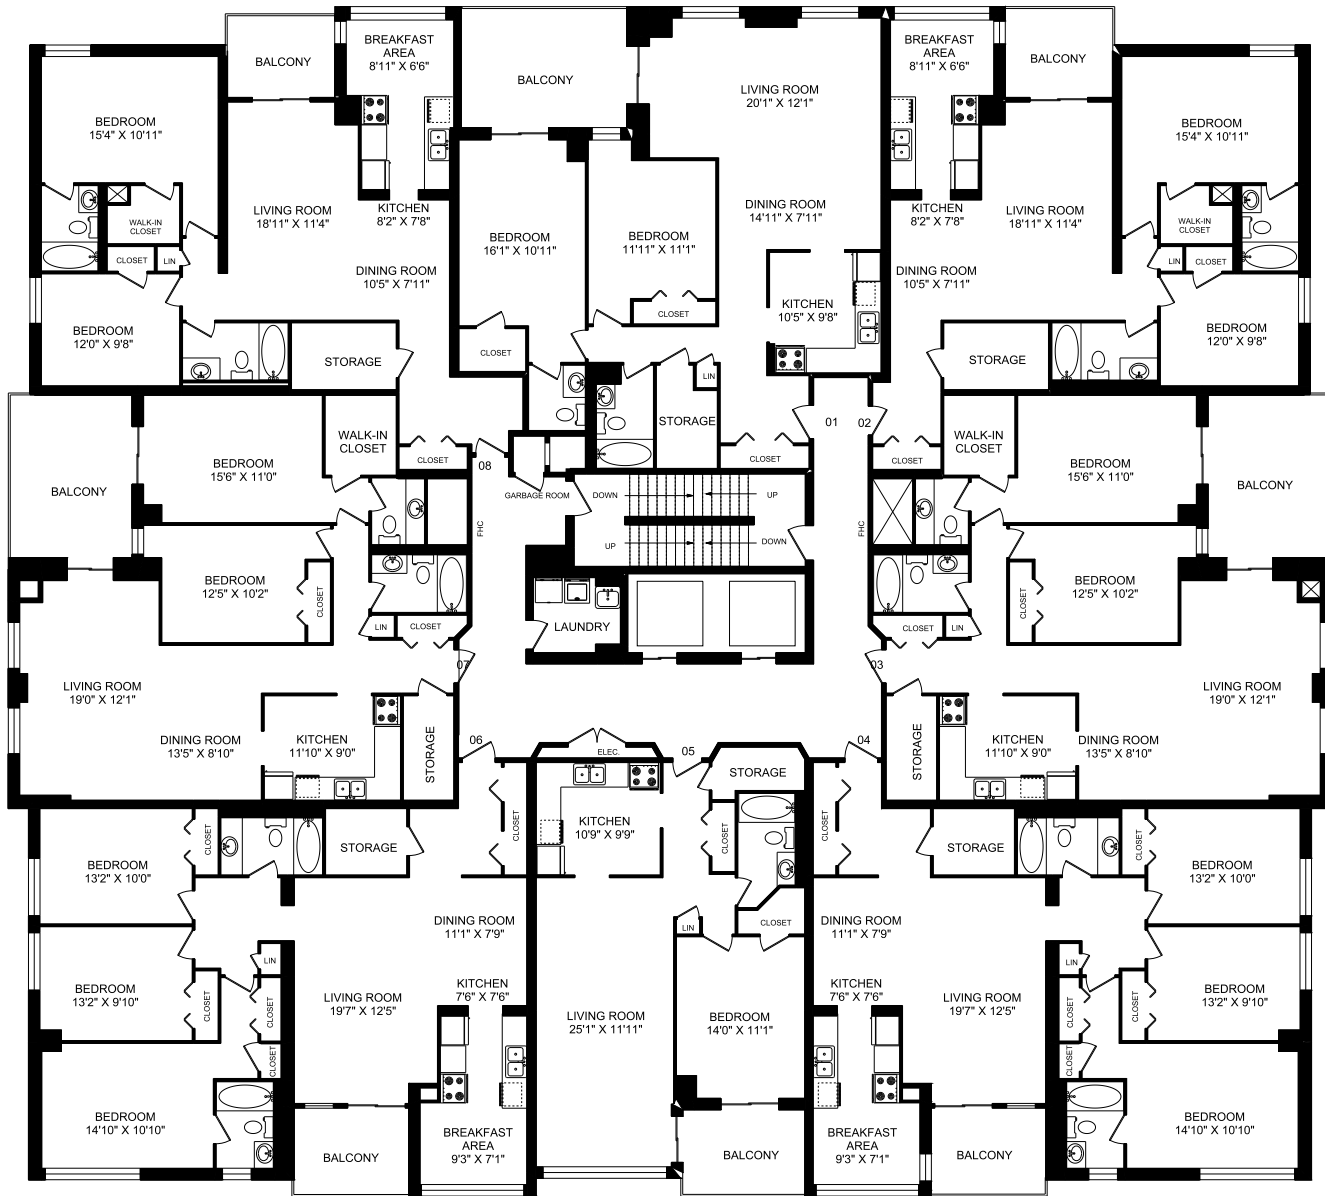 BREAKFAST
AREA
8'11" X 6'6"
BALCONY
BALCONY
LIVING ROOM
20'1" X 12'1"
BREAKFAST
AREA
8'11" X 6'6"
BALCONY
BEDROOM
15'4" X 10'11"
BEDROOM
15'4" X 10'11"
WALK-IN
CLOSET
CLOSET
LIN
LIVING ROOM
18'11" X 11'4"
KITCHEN
8'2" X 7'8"
DINING ROOM
10'5" X 7'11"
BEDROOM
16'1" X 10'11"
BEDROOM
11'11" X 11'1"
DINING ROOM
14'11" X 7'11"
KITCHEN
8'2" X 7'8"
LIVING ROOM
18'11" X 11'4"
DINING ROOM
10'5" X 7'11"
WALK-IN
CLOSET
LIN
CLOSET
BEDROOM
12'0" X 9'8"
STORAGE
CLOSET
CLOSET
KITCHEN
10'5" X 9'8"
STORAGE
BEDROOM
12'0" X 9'8"
LIN
STORAGE
01
02
WALK-IN
CLOSET
CLOSET
08
CLOSET
CLOSET
WALK-IN
CLOSET
BALCONY
BEDROOM
15'6" X 11'0"
GARBAGE ROOM
FHC
DOWN
UP
UP
DOWN
FHC
BEDROOM
15'6" X 11'0"
BALCONY
BEDROOM
12'5" X 10'2"
CLOSET
LIN
CLOSET
LAUNDRY
CLOSET
LIN
CLOSET
BEDROOM
12'5" X 10'2"
07
03
LIVING ROOM
19'0" X 12'1"
DINING ROOM
13'5" X 8'10"
KITCHEN
11'10" X 9'0"
STORAGE
06
ELEC.
05
04
STORAGE
KITCHEN
11'10" X 9'0"
DINING ROOM
13'5" X 8'10"
LIVING ROOM
19'0" X 12'1"
STORAGE
BEDROOM
13'2" X 10'0"
CLOSET
STORAGE
CLOSET
KITCHEN
10'9" X 9'9"
CLOSET
CLOSET
STORAGE
CLOSET
BEDROOM
13'2" X 10'0"
DINING ROOM
11'1" X 7'9"
LIN
CLOSET
DINING ROOM
11'1" X 7'9"
LIN
LIN
BEDROOM
13'2" X 9'10"
CLOSET
CLOSET
LIVING ROOM
19'7" X 12'5"
KITCHEN
7'6" X 7'6"
LIVING ROOM
25'1" X 11'11"
BEDROOM
14'0" X 11'1"
KITCHEN
7'6" X 7'6"
LIVING ROOM
19'7" X 12'5"
CLOSET
CLOSET
BEDROOM
13'2" X 9'10"
CLOSET
CLOSET
BEDROOM
14'10" X 10'10"
BALCONY
BREAKFAST
AREA
9'3" X 7'1"
BALCONY
BREAKFAST
AREA
9'3" X 7'1"
BALCONY
BEDROOM
14'10" X 10'10"